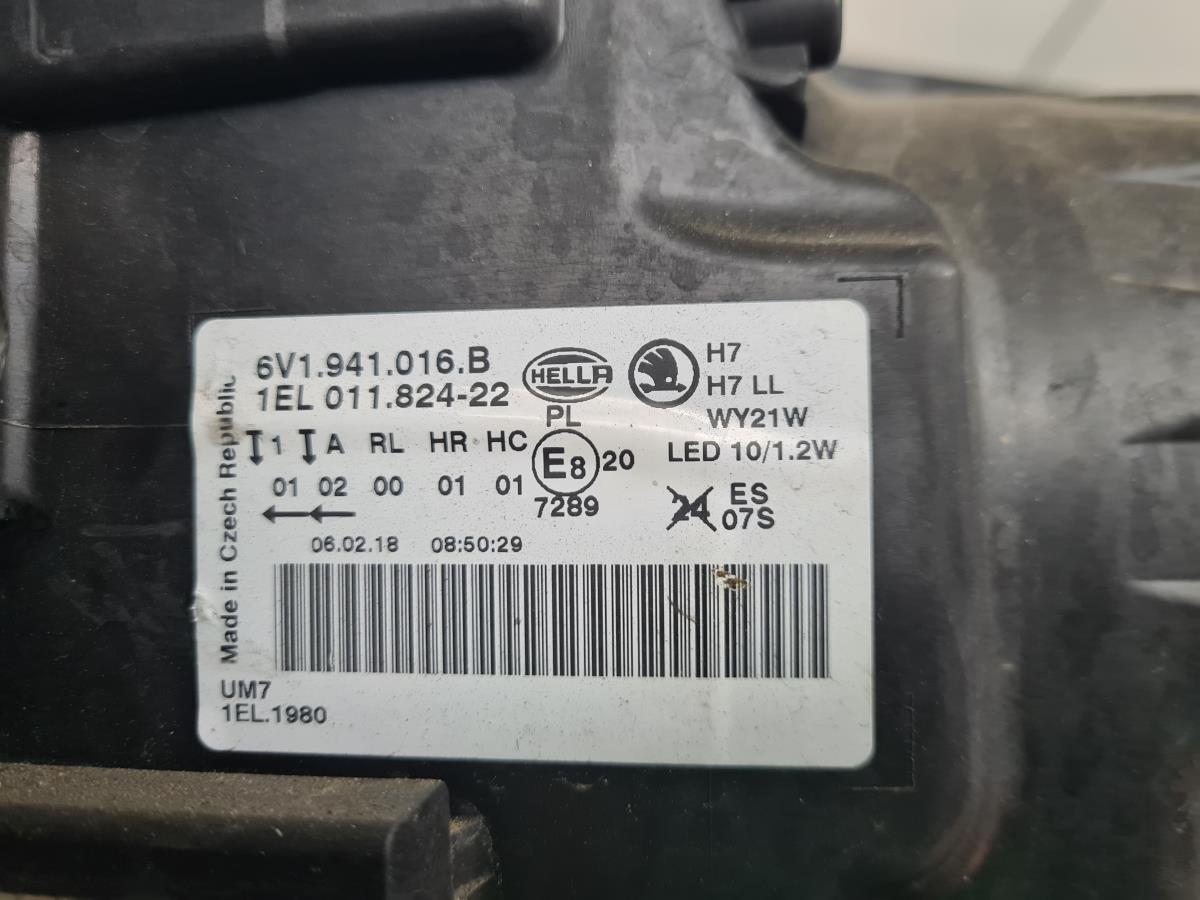 6V1.941.016.B
1EL 011.824-22
HELLA
H7
H7 LL
WY21W
LED 10/1.2W
PL
1 A RL HR HC
01 02 00 01 01
E8 20
7289
24 ES
07S
06.02.18 08:50:29
Made in Czech Republic
UM7
1EL.1980